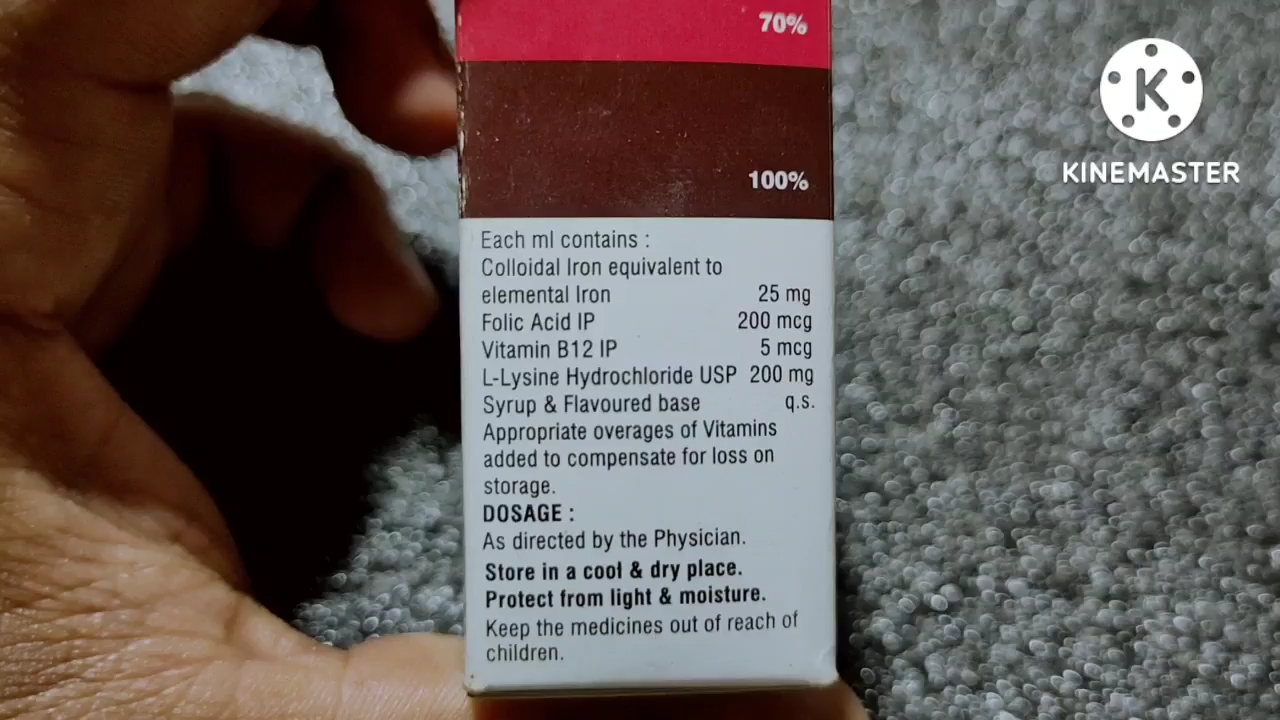 70%
100%
K
KINEMASTER
Each ml contains :
Colloidal Iron equivalent to
elemental Iron 25 mg
Folic Acid IP 200 mcg
Vitamin B12 IP 5 mcg
L-Lysine Hydrochloride USP 200 mg
Syrup & Flavoured base q.s.
Appropriate overages of Vitamins
added to compensate for loss on
storage.
DOSAGE :
As directed by the Physician.
Store in a cool & dry place.
Protect from light & moisture.
Keep the medicines out of reach of
children.